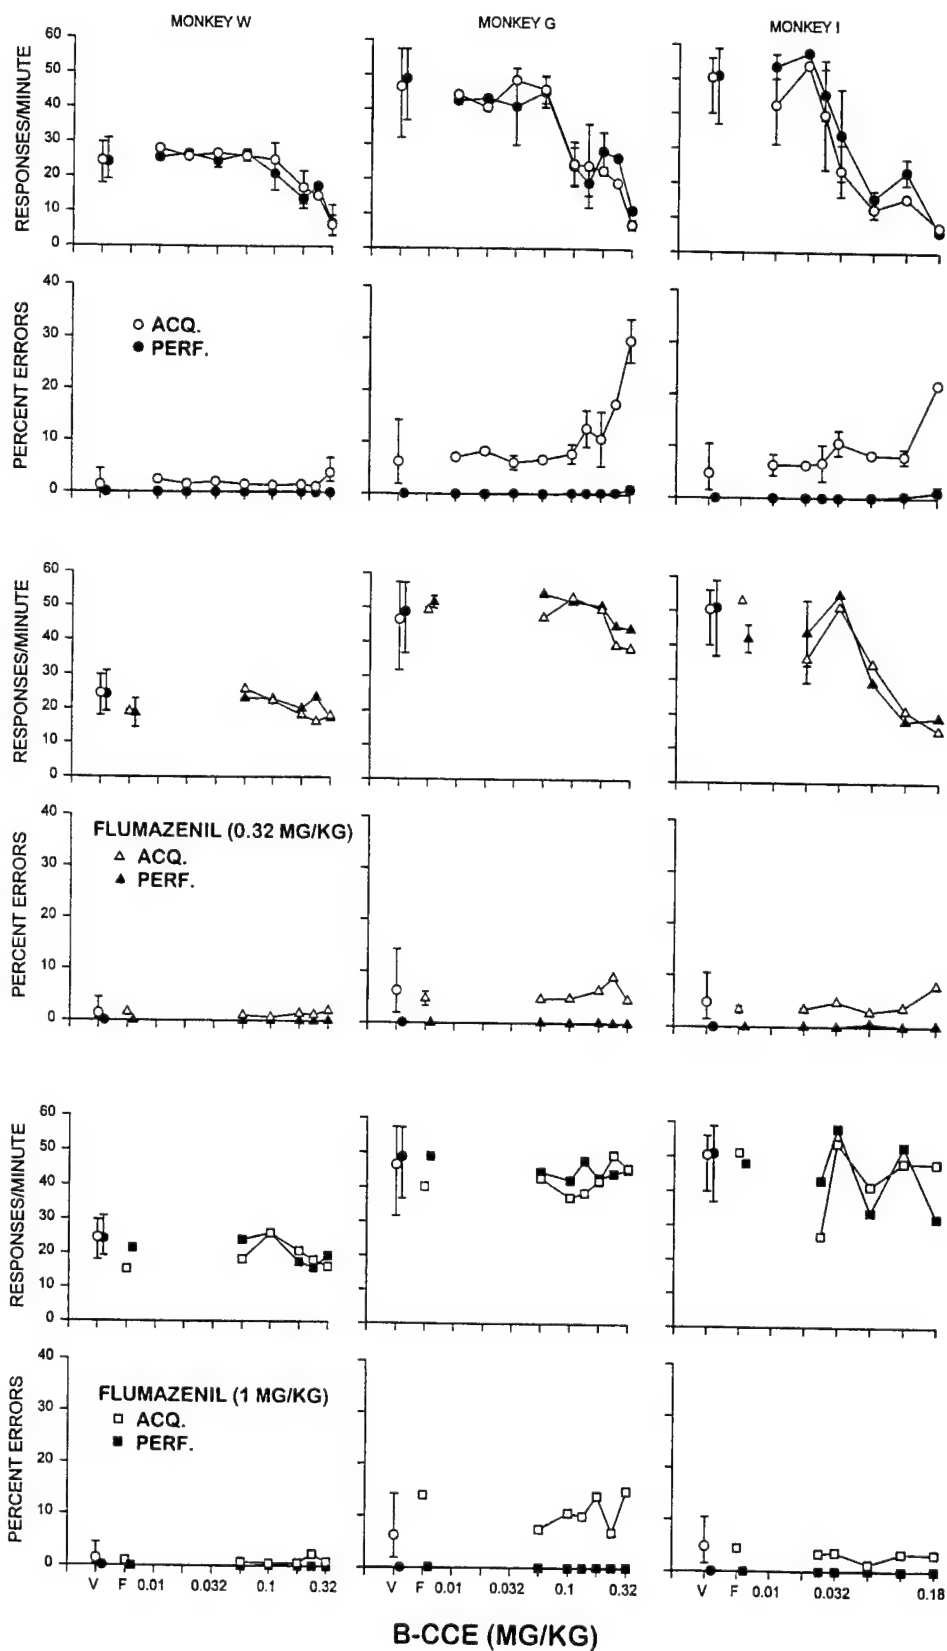 MONKEY W MONKEY G MONKEY I
RESPONSES/MINUTE
60
50
40
30
20
10
0
PERCENT ERRORS
40
30
20
10
0
ACQ.
PERF.
RESPONSES/MINUTE
60
50
40
30
20
10
0
PERCENT ERRORS
40
30
20
10
0
FLUMAZENIL (0.32 MG/KG)
ACQ.
PERF.
RESPONSES/MINUTE
60
50
40
30
20
10
0
PERCENT ERRORS
40
30
20
10
0
FLUMAZENIL (1 MG/KG)
ACQ.
PERF.
V F 0.01 0.032 0.1 0.32 V F 0.01 0.032 0.1 0.32 V F 0.01 0.032 0.18
B-CCE (MG/KG)